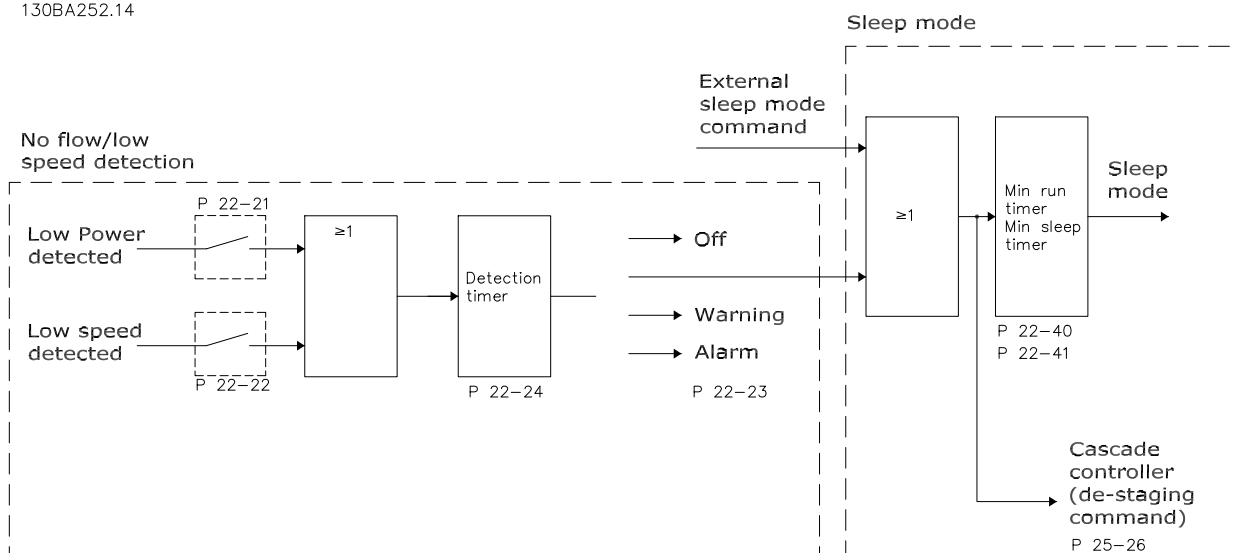 130BA252.14
Sleep mode
External
sleep mode
command
No flow/low
speed detection
P 22-21
Low Power
detected
≥1
Detection
timer
Off
≥1
Min run
timer
Min sleep
timer
Sleep
mode
Low speed
detected
P 22-22
P 22-24
Warning
Alarm
P 22-23
P 22-40
P 22-41
Cascade
controller
(de-staging
command)
P 25-26